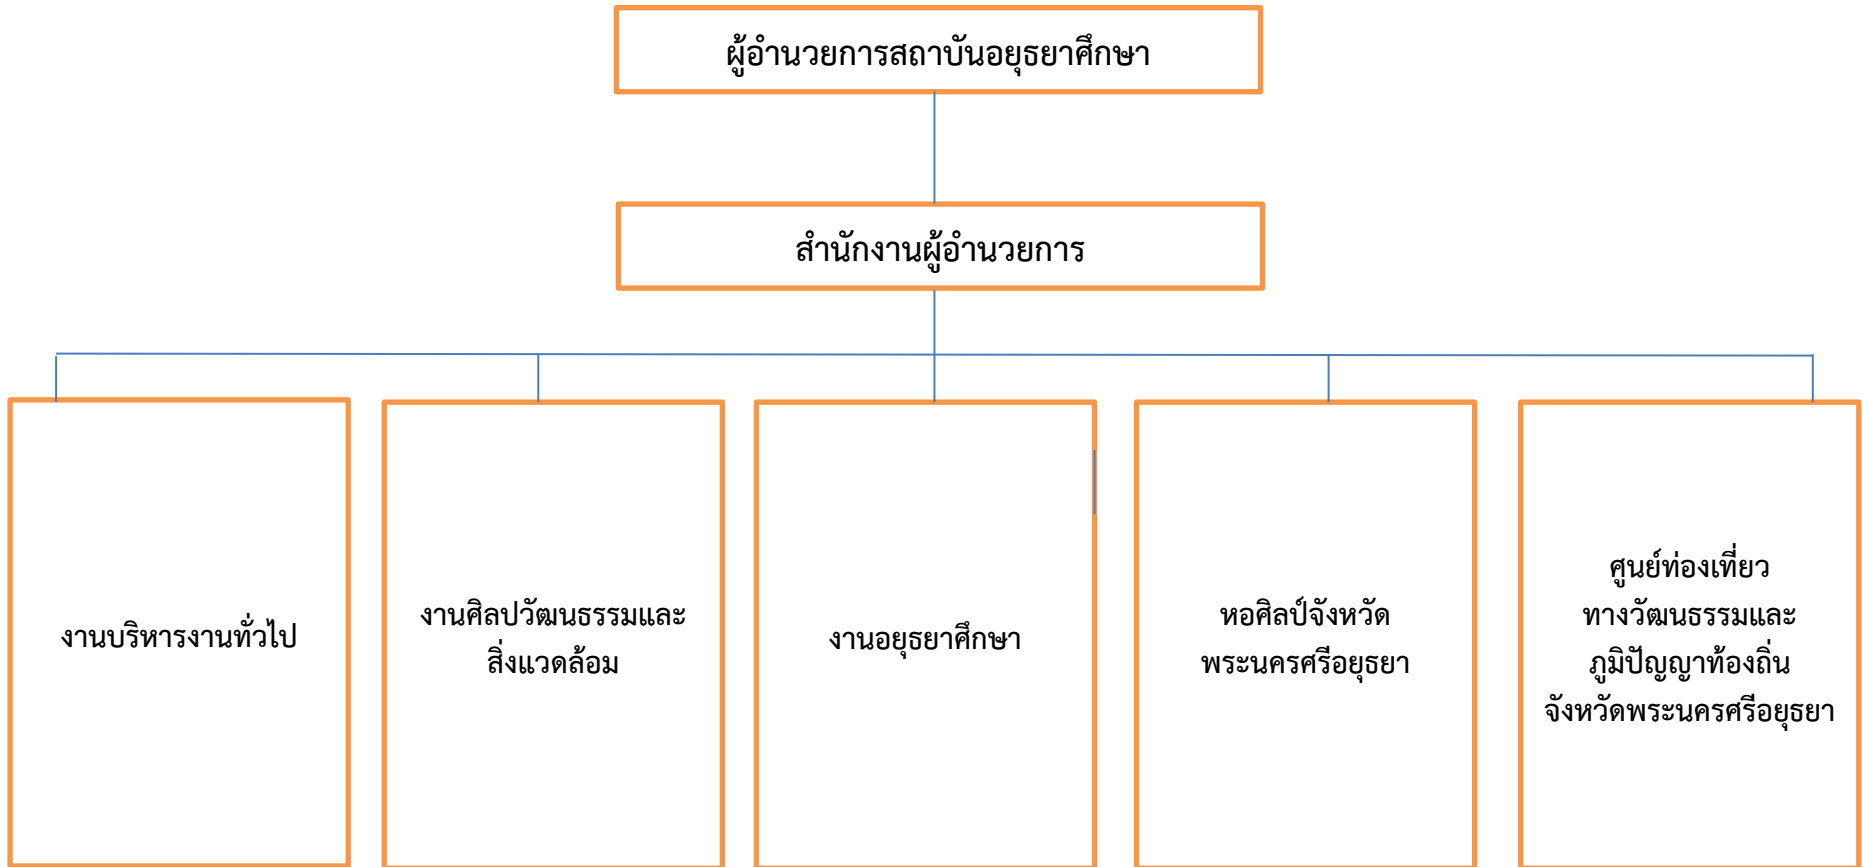 ผู้อำนวยการสถาบันอยุธยาศึกษา
สำนักงานผู้อำนวยการ
งานบริหารงานทั่วไป
งานศิลปวัฒนธรรมและ
สิ่งแวดล้อม
งานอยุธยาศึกษา
หอศิลป์จังหวัด
พระนครศรีอยุธยา
ศูนย์ท่องเที่ยว
ทางวัฒนธรรมและ
ภูมิปัญญาท้องถิ่น
จังหวัดพระนครศรีอยุธยา